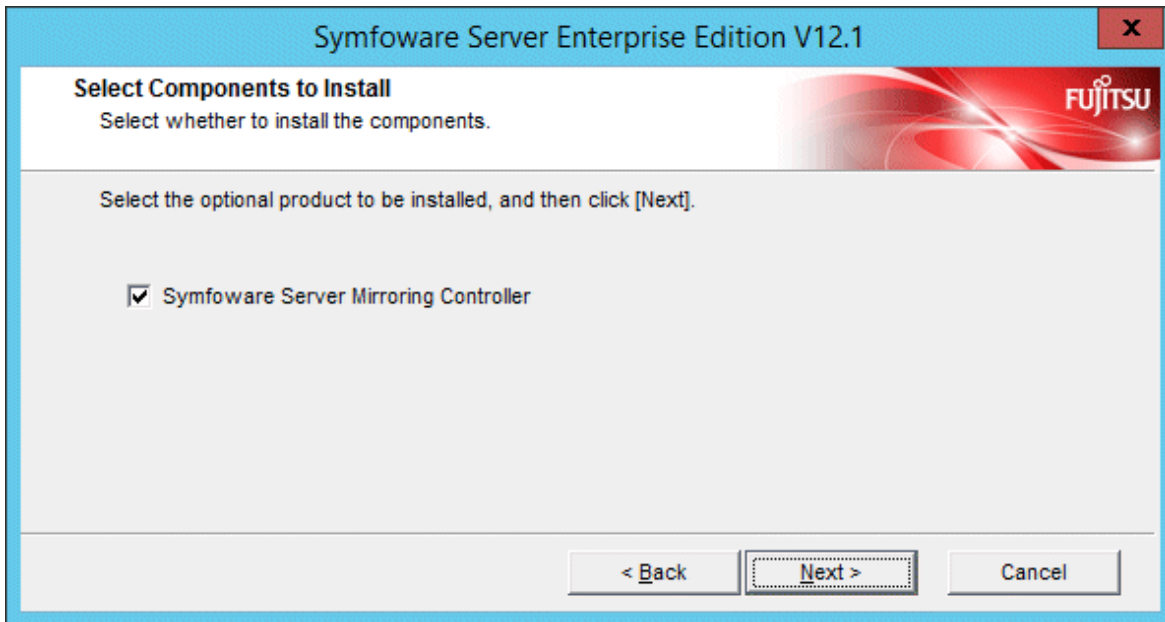 Symfoware Server Enterprise Edition V12.1
x
Select Components to Install
Select whether to install the components.
FUJITSU
Select the optional product to be installed, and then click [Next].
Symfoware Server Mirroring Controller
< Back
Next >
Cancel